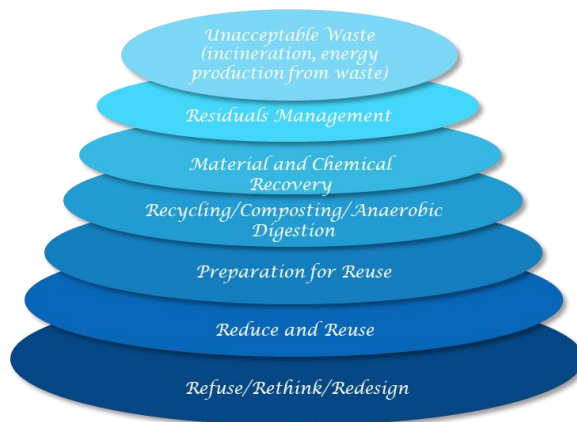 Unacceptable Waste
(incineration, energy
production from waste)
Residuals Management
Material and Chemical
Recovery
Recycling/Composting/Anaerobic
Digestion
Preparation for Reuse
Reduce and Reuse
Refuse/Rethink/Redesign